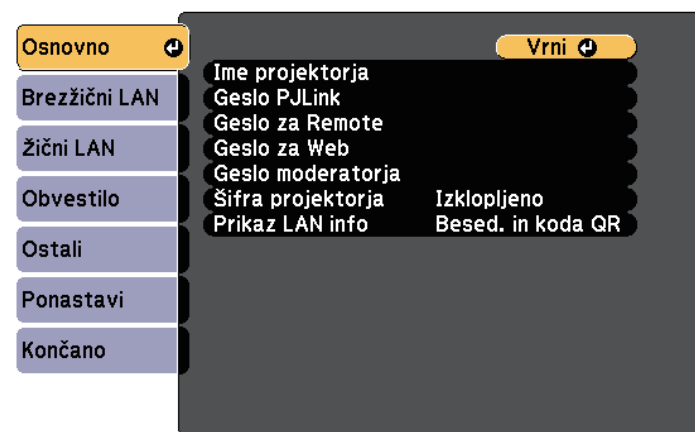 Osnovno
Brezžični LAN
Žični LAN
Obvestilo
Ostali
Ponastavi
Končano
Vrni
Ime projektorja
Geslo PJLink
Geslo za Remote
Geslo za Web
Geslo moderatorja
Šifra projektorja Izklopljeno
Prikaz LAN info Besed. in koda QR